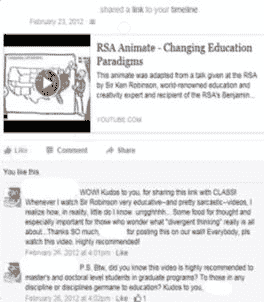 shared a link to your timeline
February 23, 2012
RSA Animate - Changing Education
Paradigms
This animate was adapted from a talk given at the RSA
by Sir Ken Robinson, world-renowned education and
creativity expert and recipient of the RSA's Benjamin...
YOUTUBE.COM
Like Comment Share
You like this.
WOW! Kudos to you, for sharing this link with CLASS!
Whenever I watch Sir Robinson very educative--and pretty sarcastic--videos, I
realize how, in reality, little do I know. urrgghhh... Some food for thought and
especially important for those who wonder what "divergent thinking" really is all
about...Thanks SO much, for posting this on our wall! Everybody, pls
watch this video. Highly recommended!
February 26, 2012 at 4:01pm · Like
P.S. Btw, did you know this video is highly recommended to
master's and doctoral level students in graduate programs? To those in any
discipline or disciplines germane to education? Kudos to you,
February 26, 2012 at 4:02pm · Like 1